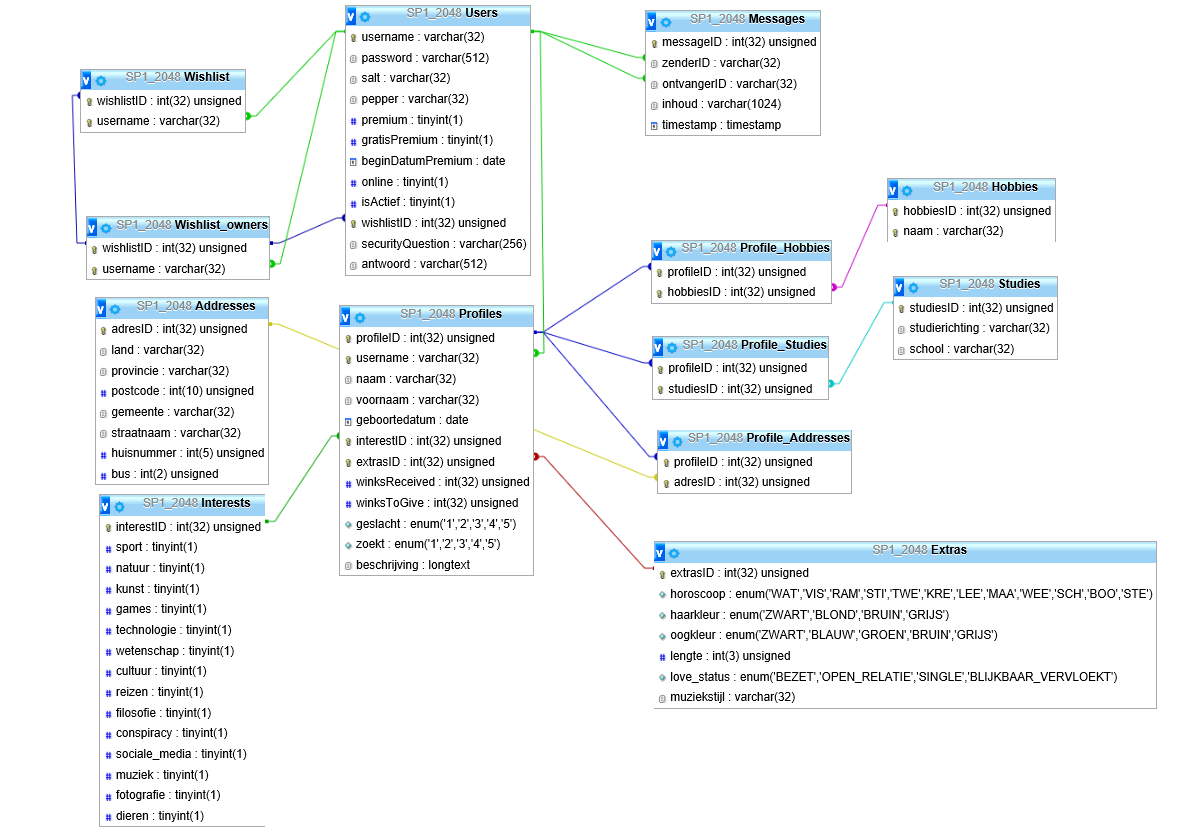 SP1_2048 Users
username : varchar(32)
password : varchar(512)
salt : varchar(32)
pepper : varchar(32)
premium : tinyint(1)
gratisPremium : tinyint(1)
beginDatumPremium : date
online : tinyint(1)
isActief : tinyint(1)
wishlistID : int(32) unsigned
securityQuestion : varchar(256)
antwoord : varchar(512)
SP1_2048 Messages
messageID : int(32) unsigned
zenderID : varchar(32)
ontvangerID : varchar(32)
inhoud : varchar(1024)
timestamp : timestamp
SP1_2048 Wishlist
wishlistID : int(32) unsigned
username : varchar(32)
SP1_2048 Wishlist_owners
wishlistID : int(32) unsigned
username : varchar(32)
SP1_2048 Hobbies
hobbiesID : int(32) unsigned
naam : varchar(32)
SP1_2048 Profile_Hobbies
profileID : int(32) unsigned
hobbiesID : int(32) unsigned
SP1_2048 Studies
studiesID : int(32) unsigned
studierichting : varchar(32)
school : varchar(32)
SP1_2048 Addresses
adresID : int(32) unsigned
land : varchar(32)
provincie : varchar(32)
postcode : int(10) unsigned
gemeente : varchar(32)
straatnaam : varchar(32)
huisnummer : int(5) unsigned
bus : int(2) unsigned
SP1_2048 Profiles
profileID : int(32) unsigned
username : varchar(32)
naam : varchar(32)
voornaam : varchar(32)
geboortedatum : date
interestID : int(32) unsigned
extrasID : int(32) unsigned
winksReceived : int(32) unsigned
winksToGive : int(32) unsigned
geslacht : enum('1','2','3','4','5')
zoekt : enum('1','2','3','4','5')
beschrijving : longtext
SP1_2048 Profile_Studies
profileID : int(32) unsigned
studiesID : int(32) unsigned
SP1_2048 Profile_Addresses
profileID : int(32) unsigned
adresID : int(32) unsigned
SP1_2048 Interests
interestID : int(32) unsigned
sport : tinyint(1)
natuur : tinyint(1)
kunst : tinyint(1)
games : tinyint(1)
technologie : tinyint(1)
wetenschap : tinyint(1)
cultuur : tinyint(1)
reizen : tinyint(1)
filosofie : tinyint(1)
conspiracy : tinyint(1)
sociale_media : tinyint(1)
muziek : tinyint(1)
fotografie : tinyint(1)
dieren : tinyint(1)
SP1_2048 Extras
extrasID : int(32) unsigned
horoscoop : enum('WAT','VIS','RAM','STI','TWE','KRE','LEE','MAA','WEE','SCH','BOO','STE')
haarkleur : enum('ZWART','BLOND','BRUIN','GRIJS')
oogkleur : enum('ZWART','BLAUW','GROEN','BRUIN','GRIJS')
lengte : int(3) unsigned
love_status : enum('BEZET','OPEN_RELATIE','SINGLE','BLIJKBAAR_VERVLOEKT')
muziekstijl : varchar(32)